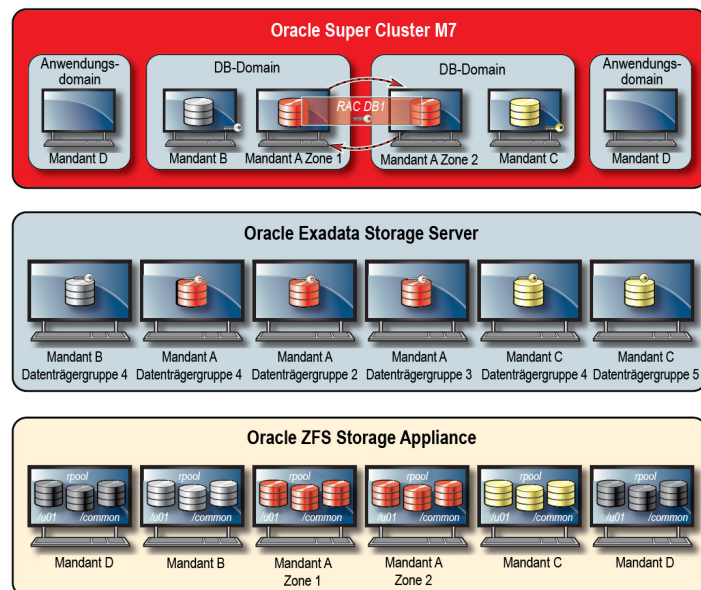 Oracle Super Cluster M7
Anwendungs-
domain
Mandant D
DB-Domain
Mandant B
Mandant A Zone 1
RAC DB1
DB-Domain
Mandant A Zone 2
Mandant C
Anwendungs-
domain
Mandant D
Oracle Exadata Storage Server
Mandant B
Datenträgergruppe 4
Mandant A
Datenträgergruppe 4
Mandant A
Datenträgergruppe 2
Mandant A
Datenträgergruppe 3
Mandant C
Datenträgergruppe 4
Mandant C
Datenträgergruppe 5
Oracle ZFS Storage Appliance
rpool
/u01 /common
Mandant D
rpool
/u01 /common
Mandant B
rpool
/u01 /common
Mandant A
Zone 1
rpool
/u01 /common
Mandant A
Zone 2
rpool
/u01 /common
Mandant C
rpool
/u01 /common
Mandant D